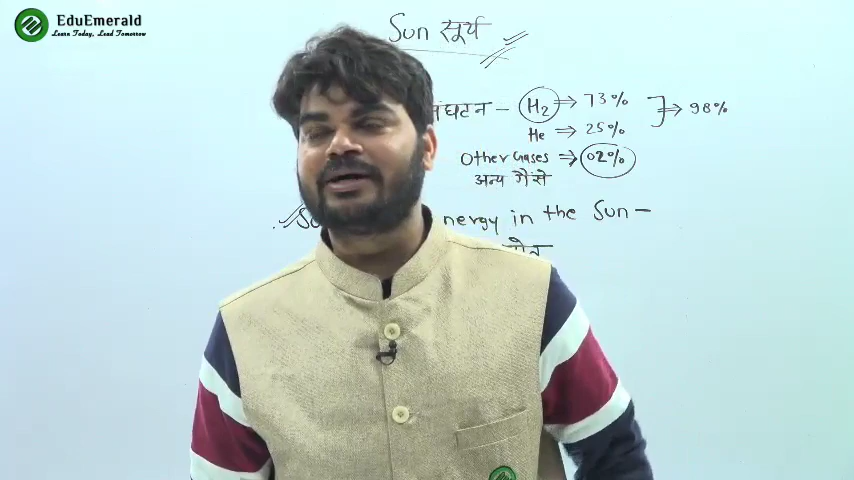 EduEmerald
Learn Today, Lead Tomorrow
Sun सूर्य
घटन - H2 ⇒ 73% ⇒ 98%
He ⇒ 25%
Other Gases ⇒ 02%
अन्य गैसे
nergy in the Sun -